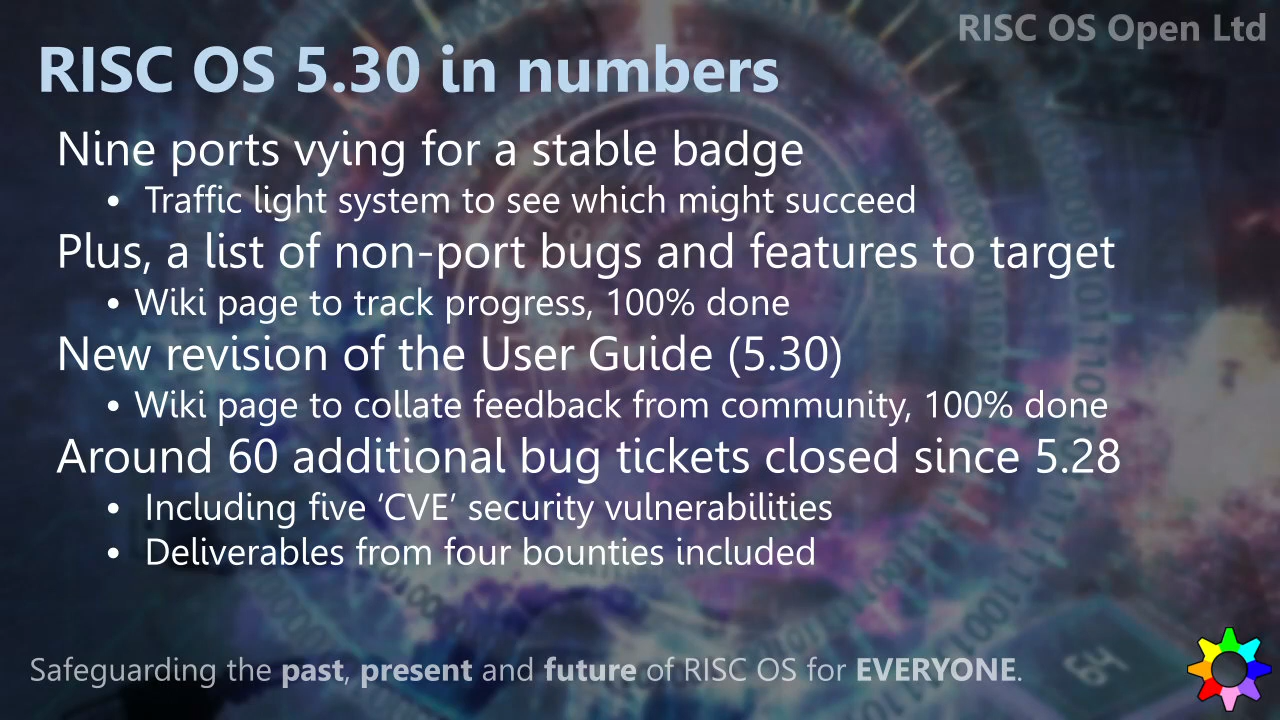 RISC OS Open Ltd
RISC OS 5.30 in numbers
Nine ports vying for a stable badge
• Traffic light system to see which might succeed
Plus, a list of non-port bugs and features to target
• Wiki page to track progress, 100% done
New revision of the User Guide (5.30)
• Wiki page to collate feedback from community, 100% done
Around 60 additional bug tickets closed since 5.28
• Including five ‘CVE’ security vulnerabilities
• Deliverables from four bounties included
64
Safeguarding the past, present and future of RISC OS for EVERYONE.